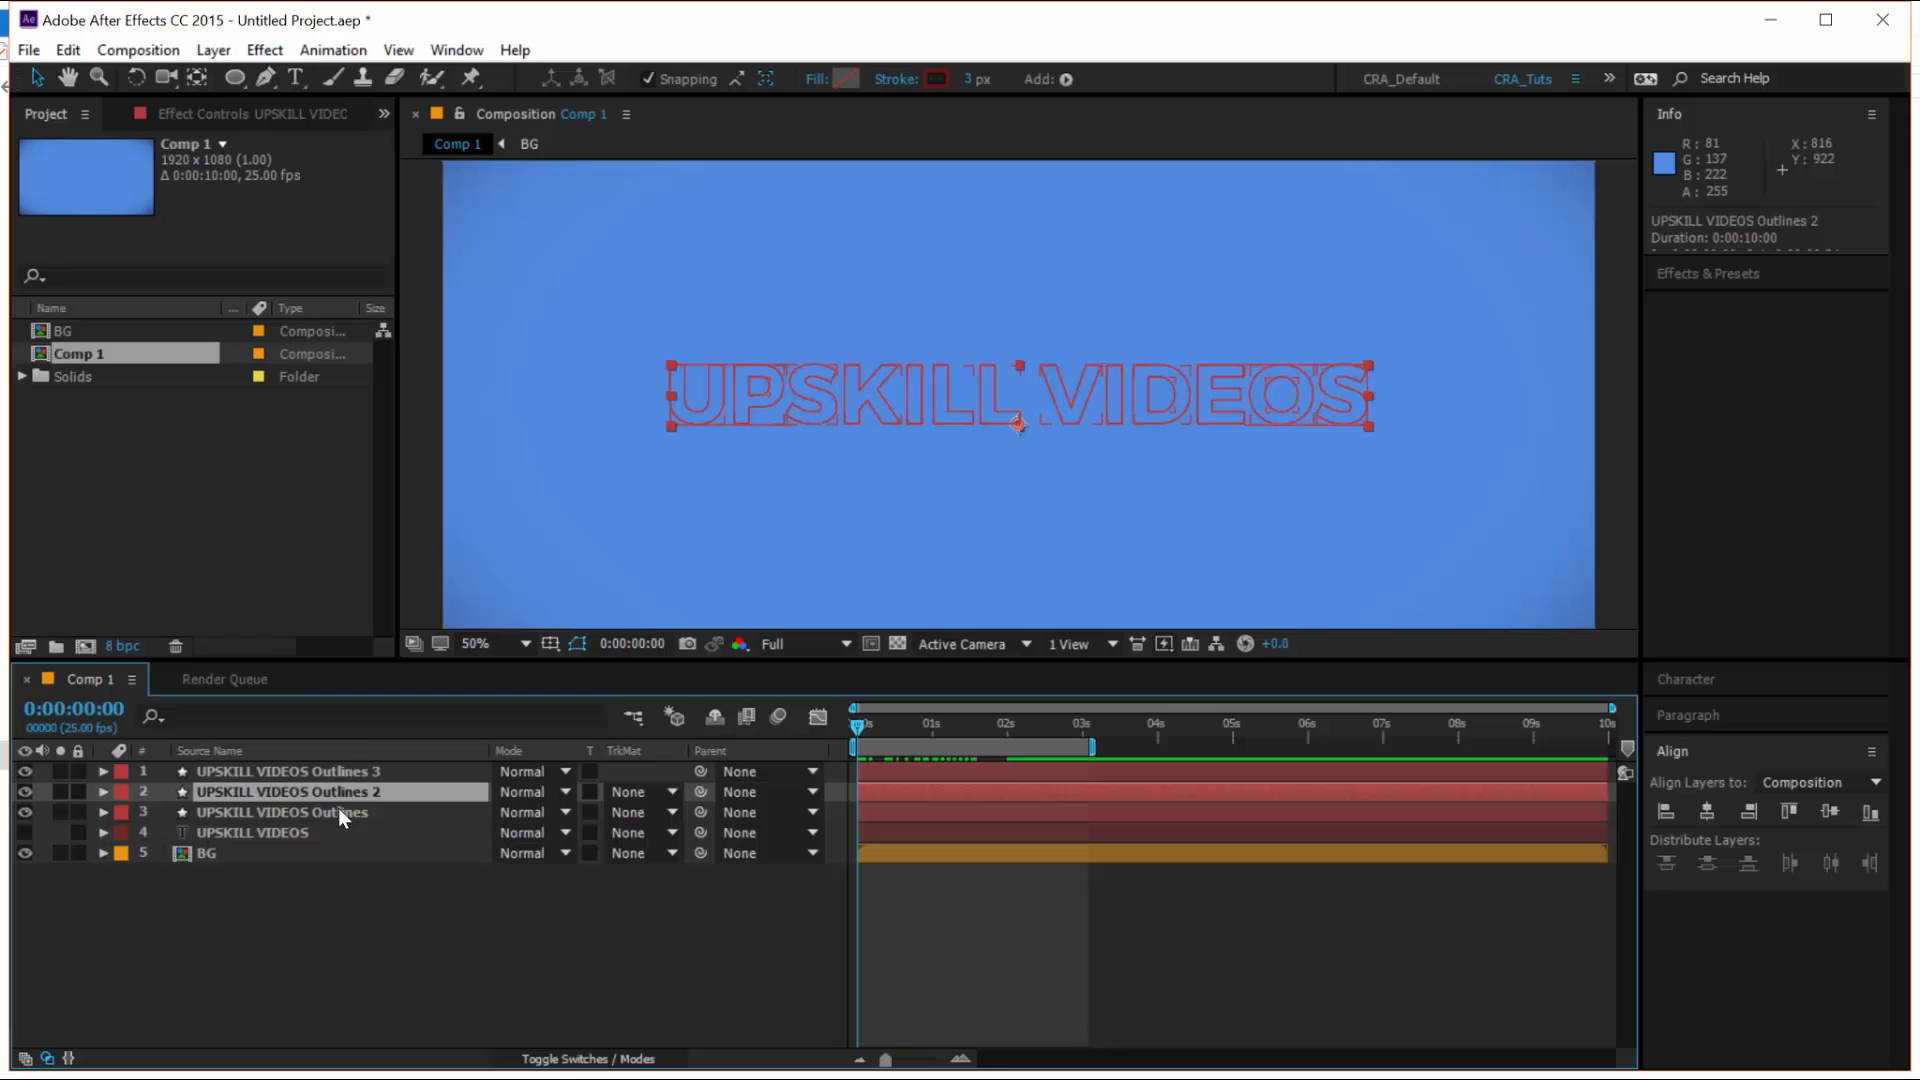 Adobe After Effects CC 2015 - Untitled Project.aep *
File Edit Composition Layer Effect Animation View Window Help
Snapping Fill: Stroke: 3 px Add: CRA_Default CRA_Tuts Search Help
Project Effect Controls UPSKILL VIDEC
Comp 1
1920 x 1080 (1.00)
Δ 0:00:10:00, 25.00 fps
Name ... Type Size
BG Composi...
Comp 1 Composi...
Solids Folder
8 bpc
Composition Comp 1
Comp 1 BG
UPSKILL VIDEOS
50% 0:00:00:00 Full Active Camera 1 View +0.0
Info
R: 81 X: 816
G: 137 Y: 922
B: 222
A: 255
UPSKILL VIDEOS Outlines 2
Duration: 0:00:10:00
Effects & Presets
Comp 1 Render Queue
0:00:00:00
00000 (25.00 fps)
# Source Name Mode T TrkMat Parent
01s 02s 03s 04s 05s 06s 07s 08s 09s 10s
1 UPSKILL VIDEOS Outlines 3 Normal None
2 UPSKILL VIDEOS Outlines 2 Normal None None
3 UPSKILL VIDEOS Outlines Normal None None
4 T UPSKILL VIDEOS Normal None None
5 BG Normal None None
Toggle Switches / Modes
Character
Paragraph
Align
Align Layers to: Composition
Distribute Layers: